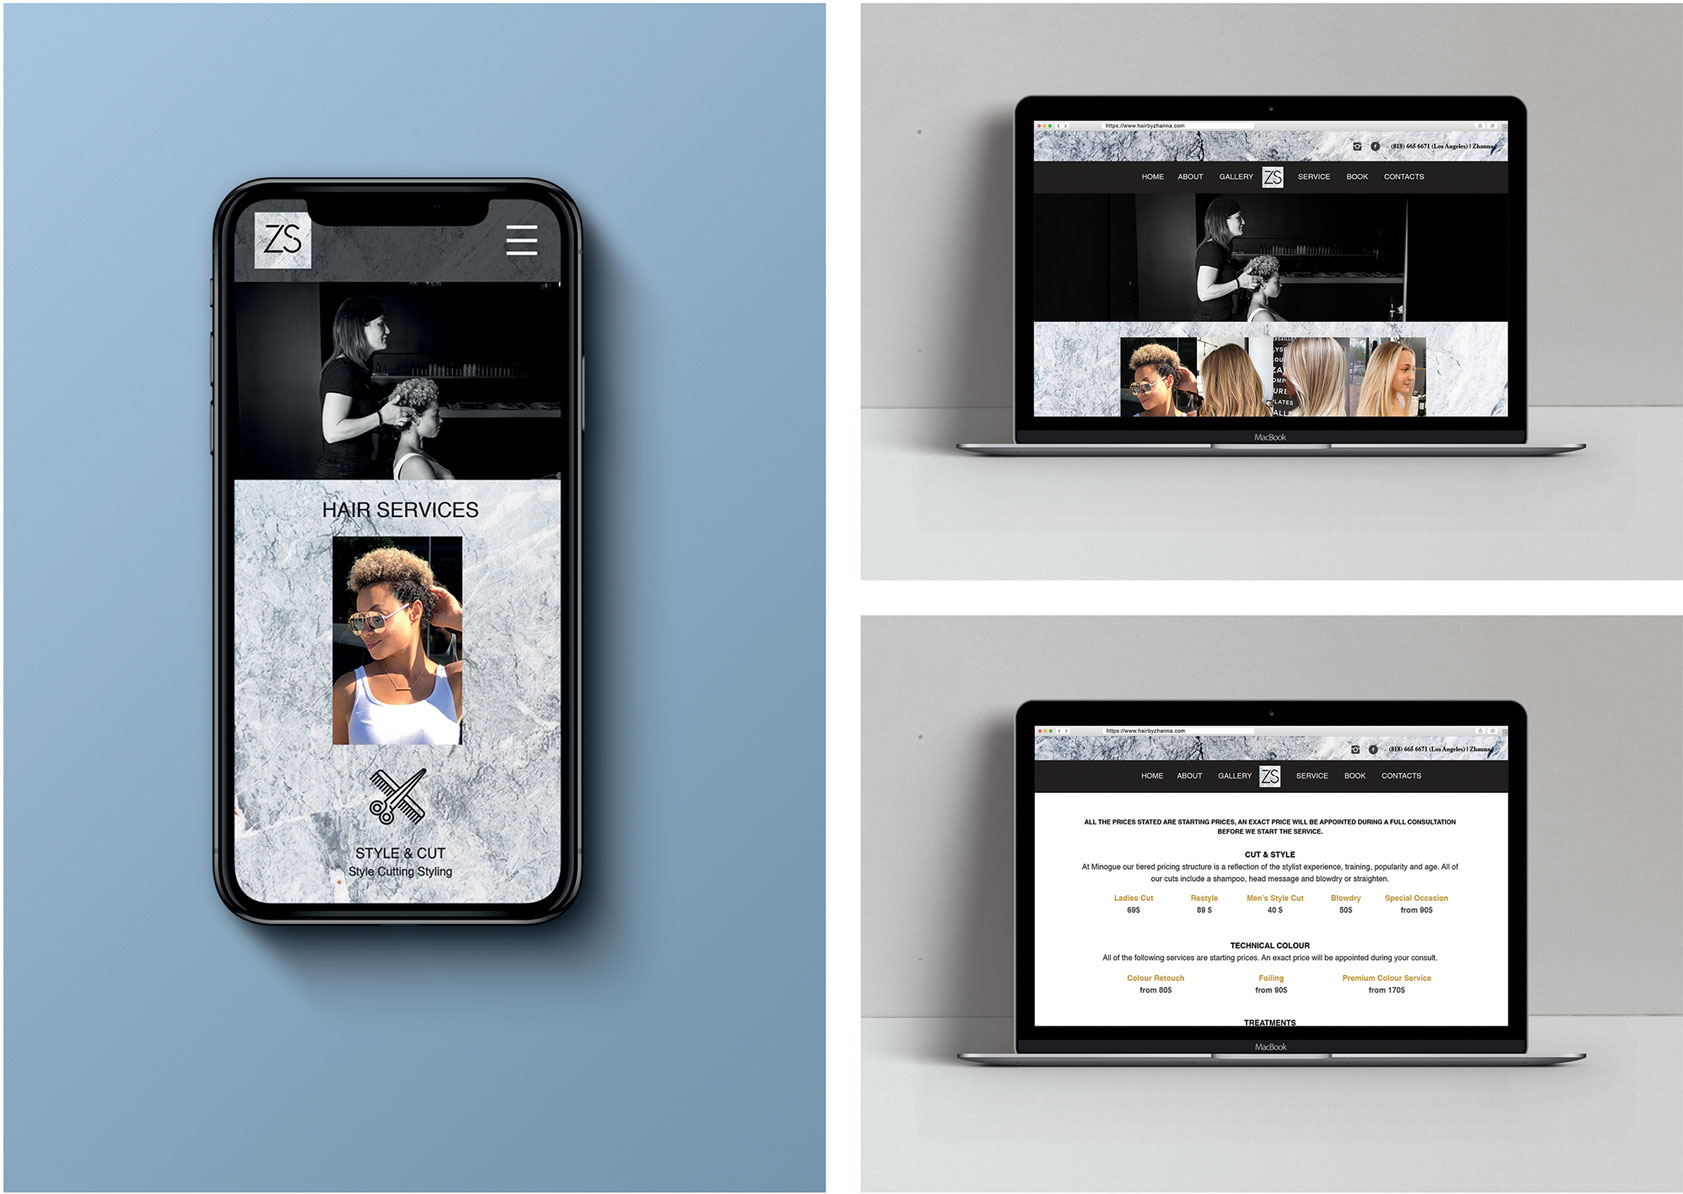 ZS
HAIR SERVICES
STYLE & CUT
Style Cutting Styling
https://www.hairbyzhanna.com
(818) 665 6671 (Los Angeles) | Zhanna
HOME ABOUT GALLERY ZS SERVICE BOOK CONTACTS
MacBook
https://www.hairbyzhanna.com
(818) 665 6671 (Los Angeles) | Zhanna
HOME ABOUT GALLERY ZS SERVICE BOOK CONTACTS
ALL THE PRICES STATED ARE STARTING PRICES, AN EXACT PRICE WILL BE APPOINTED DURING A FULL CONSULTATION
BEFORE WE START THE SERVICE.
CUT & STYLE
At Minogue our tiered pricing structure is a reflection of the stylist experience, training, popularity and age. All of
our cuts include a shampoo, head message and blowdry or straighten.
Ladies Cut Restyle Men's Style Cut Blowdry Special Occasion
69$ 89 $ 40 $ 50$ from 90$
TECHNICAL COLOUR
All of the following services are starting prices. An exact price will be appointed during your consult.
Colour Retouch Foiling Premium Colour Service
from 80$ from 90$ from 170$
TREATMENTS
MacBook